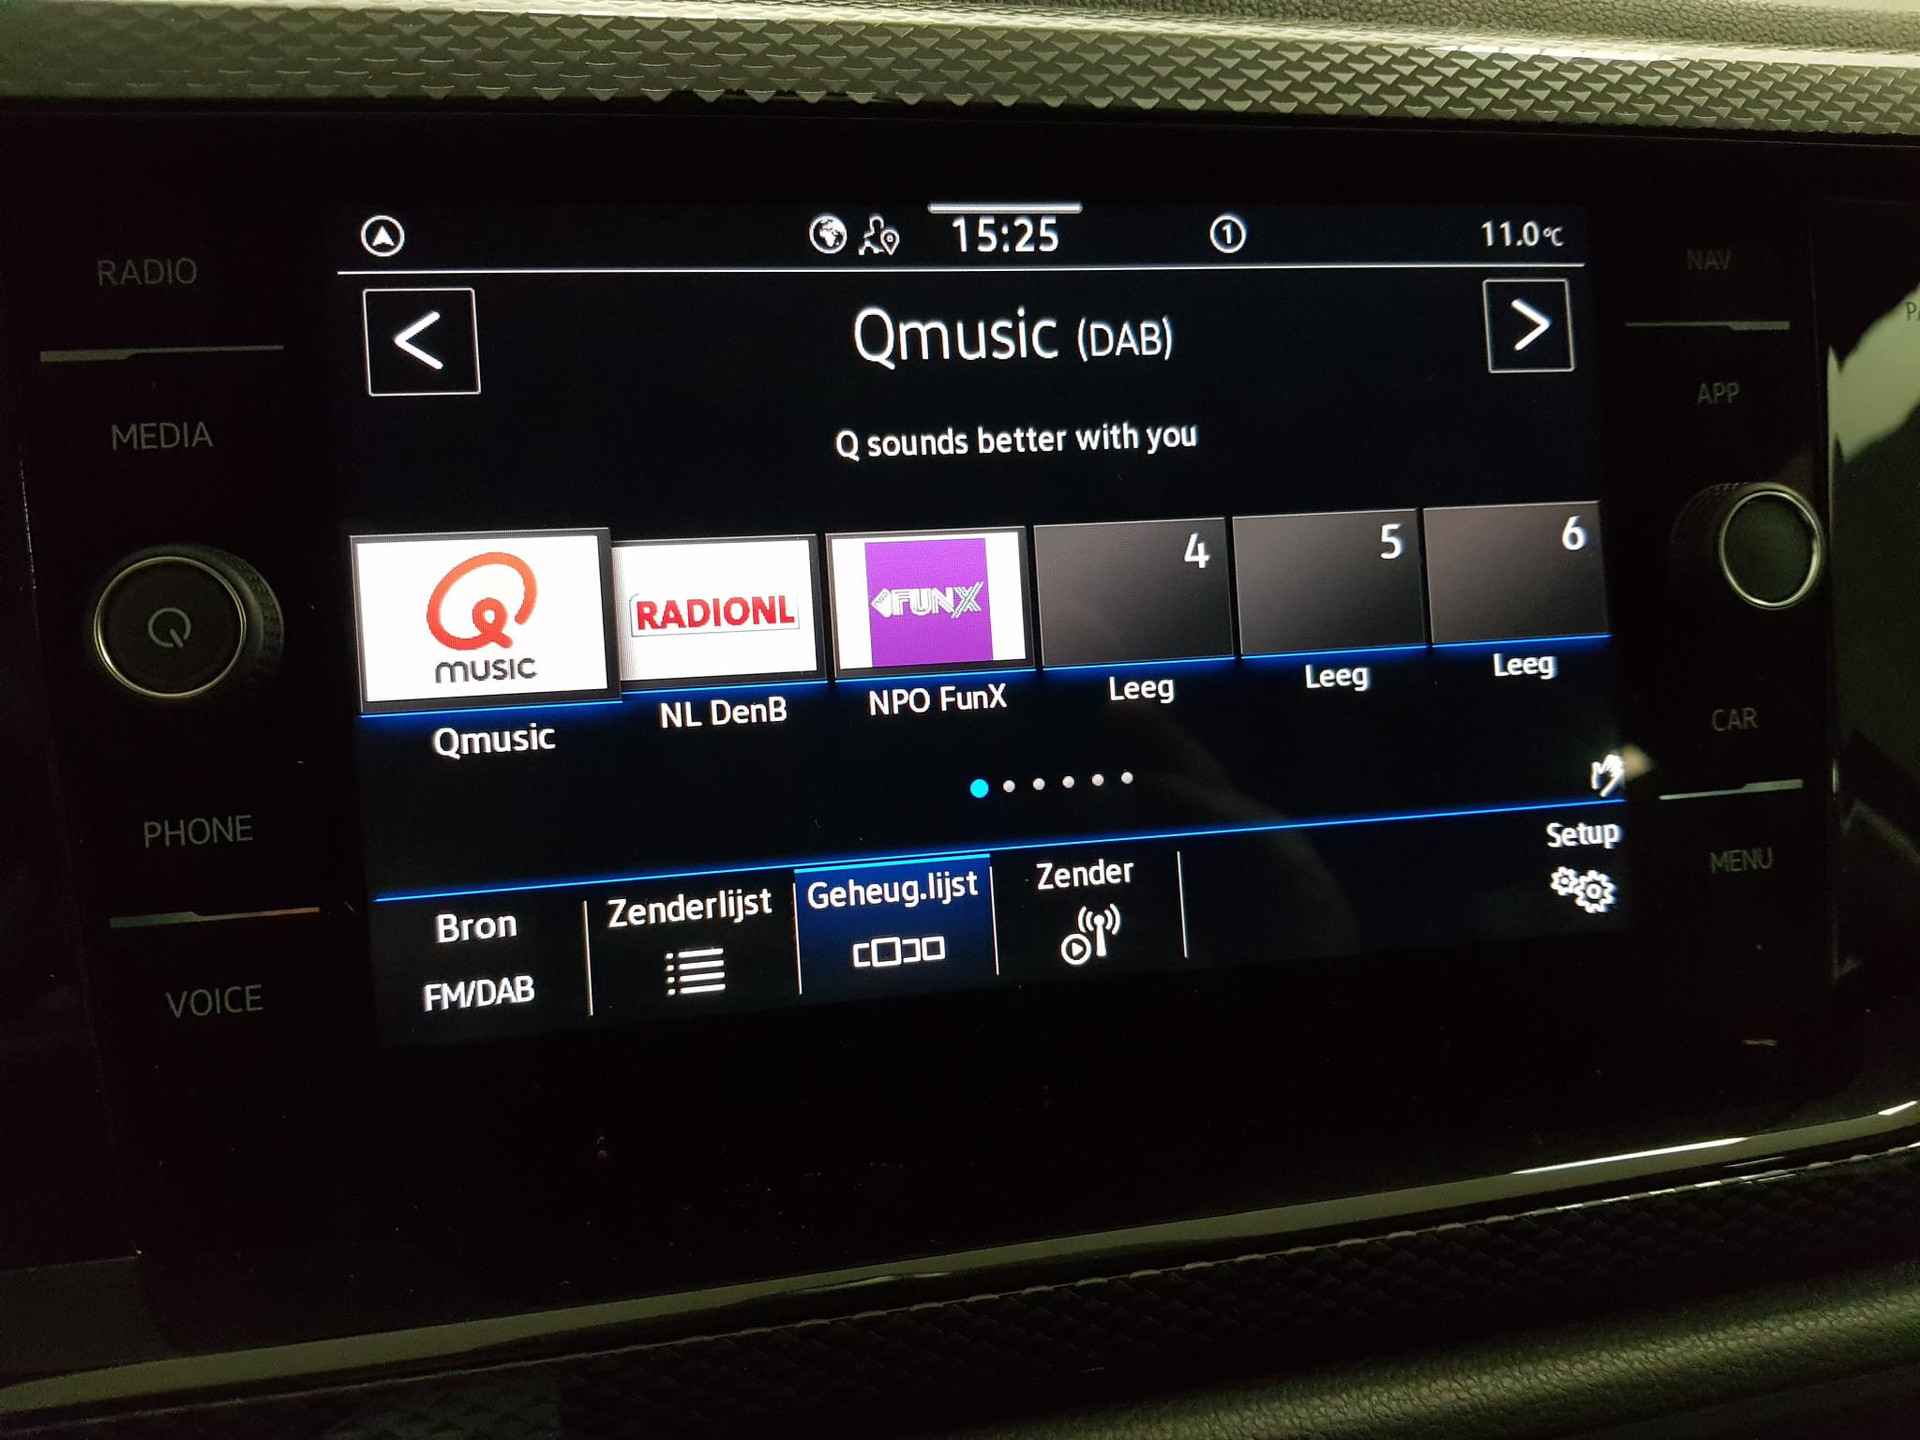 15:25
1
11.0°C
RADIO
NAV
<
Qmusic (DAB)
>
MEDIA
APP
Q sounds better with you
Q
MUSIC
RADIONL
FUNX
4
5
6
Qmusic
NL DenB
NPO FunX
Leeg
Leeg
Leeg
PHONE
CAR
VOICE
MENU
Bron
FM/DAB
Zenderlijst
Geheug.lijst
Zender
Setup